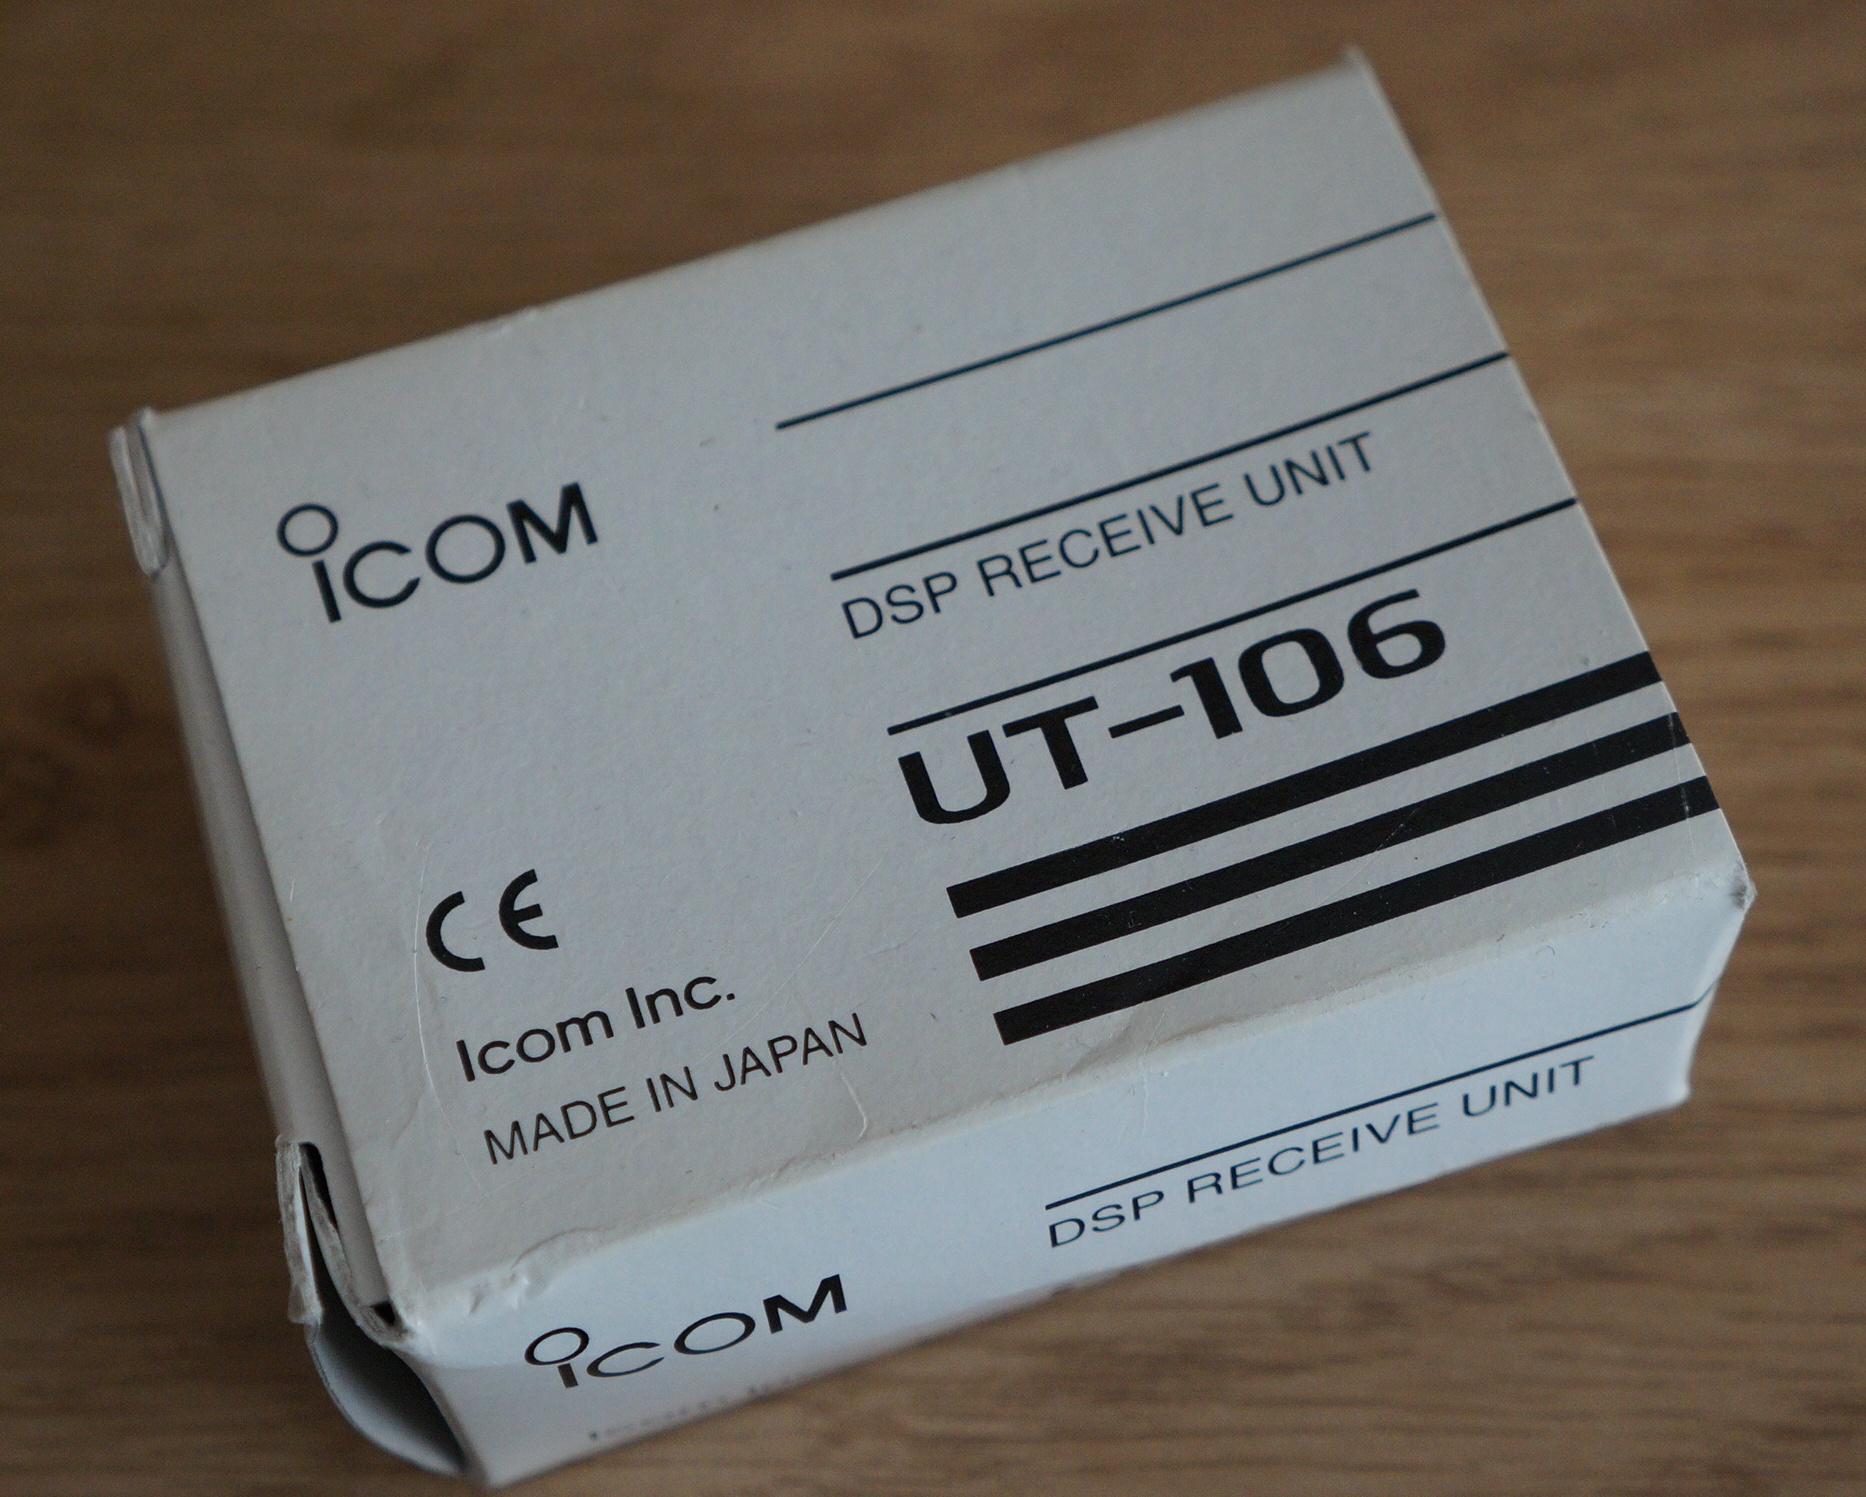 ICOM
DSP RECEIVE UNIT
UT-106
CE
Icom Inc.
MADE IN JAPAN
DSP RECEIVE UNIT
ICOM